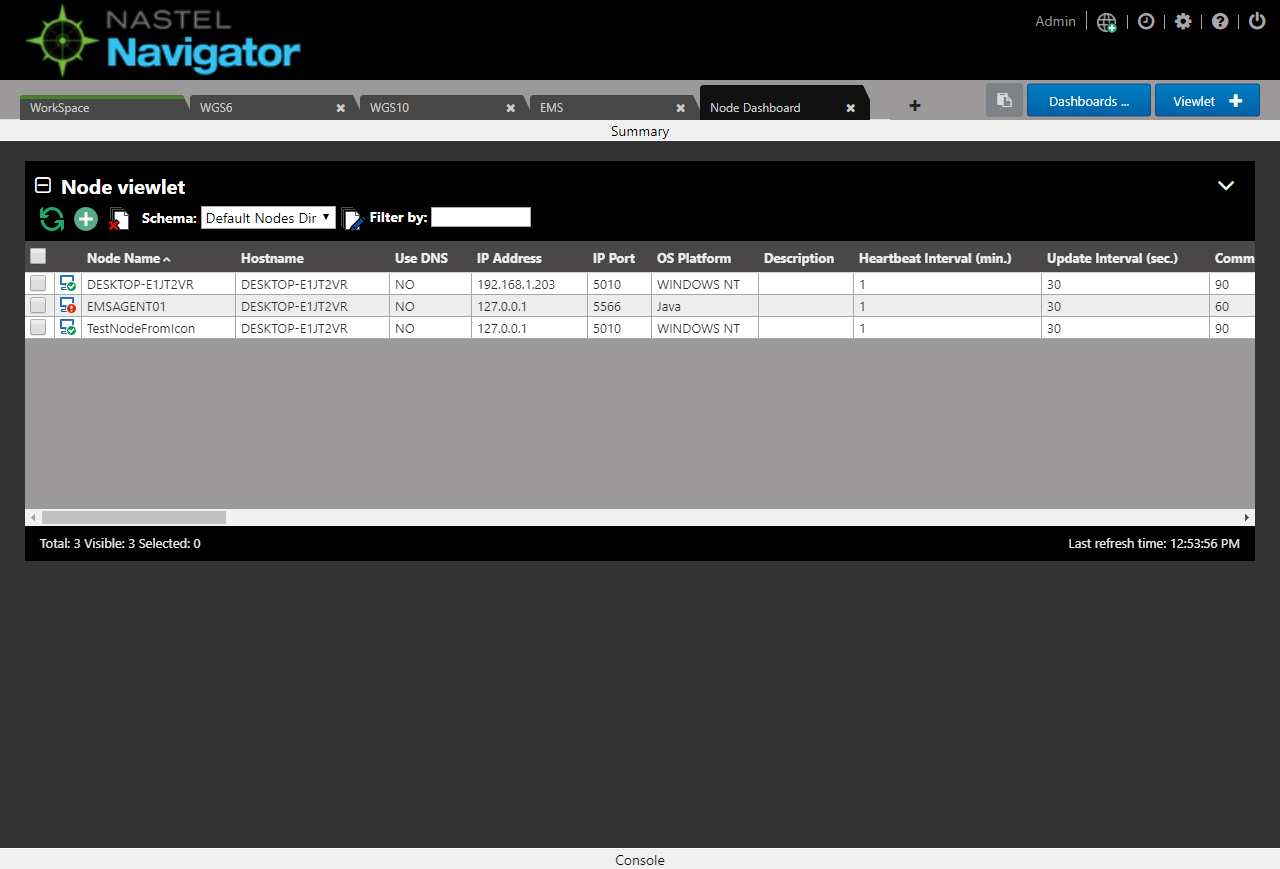 NASTEL
Navigator
Admin
WorkSpace WGS6 WGS10 EMS Node Dashboard Dashboards ... Viewlet
Summary
Node viewlet
Schema: Default Nodes Dir Filter by:
Node Name Hostname Use DNS IP Address IP Port OS Platform Description Heartbeat Interval (min.) Update Interval (sec.) Comm
DESKTOP-E1JT2VR DESKTOP-E1JT2VR NO 192.168.1.203 5010 WINDOWS NT 1 30 90
EMSAGENT01 DESKTOP-E1JT2VR NO 127.0.0.1 5566 Java 1 30 60
TestNodeFromIcon DESKTOP-E1JT2VR NO 127.0.0.1 5010 WINDOWS NT 1 30 90
Total: 3 Visible: 3 Selected: 0 Last refresh time: 12:53:56 PM
Console